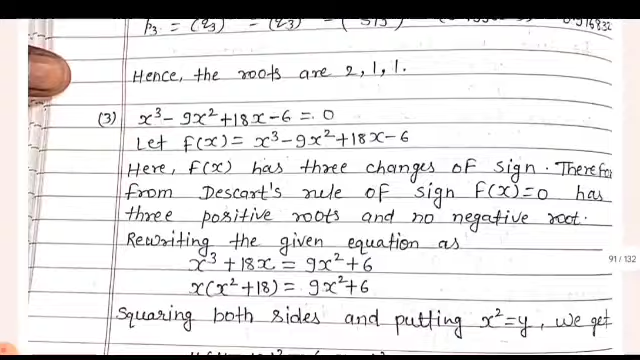 Hence, the roots are 2, 1, 1.
(3) x³ - 9x² + 18x - 6 = 0
Let f(x) = x³ - 9x² + 18x - 6
Here, f(x) has three changes of sign. Therefo
from Descart's rule of sign f(x) = 0 has
three positive roots and no negative root.
Rewriting the given equation as
x³ + 18x = 9x² + 6
x(x² + 18) = 9x² + 6
91 / 132
Squaring both sides and putting x² = y, we get